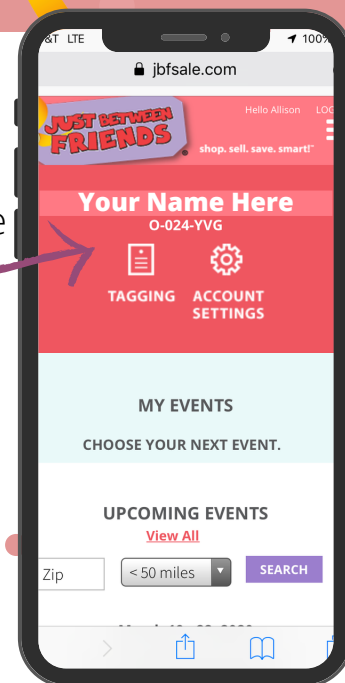 &T LTE 100%
jbfsale.com
Hello Allison LOG
JUST BETWEEN
FRIENDS
shop. sell. save. smart!™
Your Name Here
O-024-YVG
TAGGING ACCOUNT
SETTINGS
MY EVENTS
CHOOSE YOUR NEXT EVENT.
UPCOMING EVENTS
View All
Zip < 50 miles SEARCH